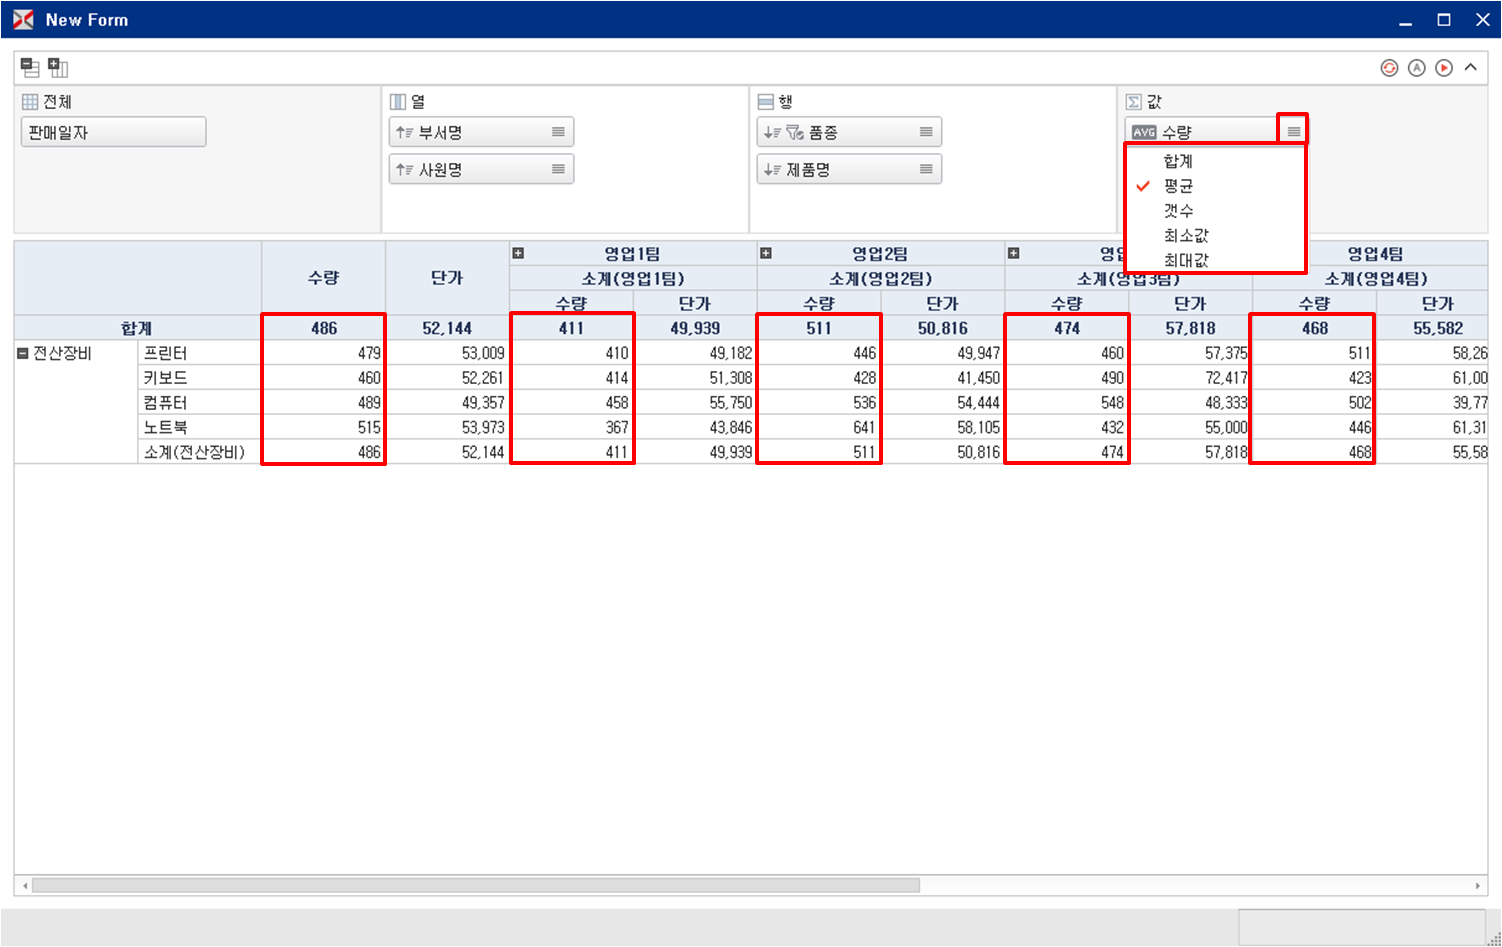 New Form
전체 열 행 값
판매일자 부서명 품종 AVG 수량
사원명 제품명
합계
평균
갯수
최소값
최대값
수량 단가 영업1팀 영업2팀 영업4팀
소계(영업1팀) 소계(영업2팀) 소계(영업3팀) 소계(영업4팀)
수량 단가 수량 단가 수량 단가 수량 단가
합계 486 52,144 411 49,939 511 50,816 474 57,818 468 55,582
전산장비 프린터 479 53,009 410 49,182 446 49,947 460 57,375 511 58,26
키보드 460 52,261 414 51,308 428 41,450 490 72,417 423 61,00
컴퓨터 489 49,357 458 55,750 536 54,444 548 48,333 502 39,77
노트북 515 53,973 367 43,846 641 58,105 432 55,000 446 61,31
소계(전산장비) 486 52,144 411 49,939 511 50,816 474 57,818 468 55,58